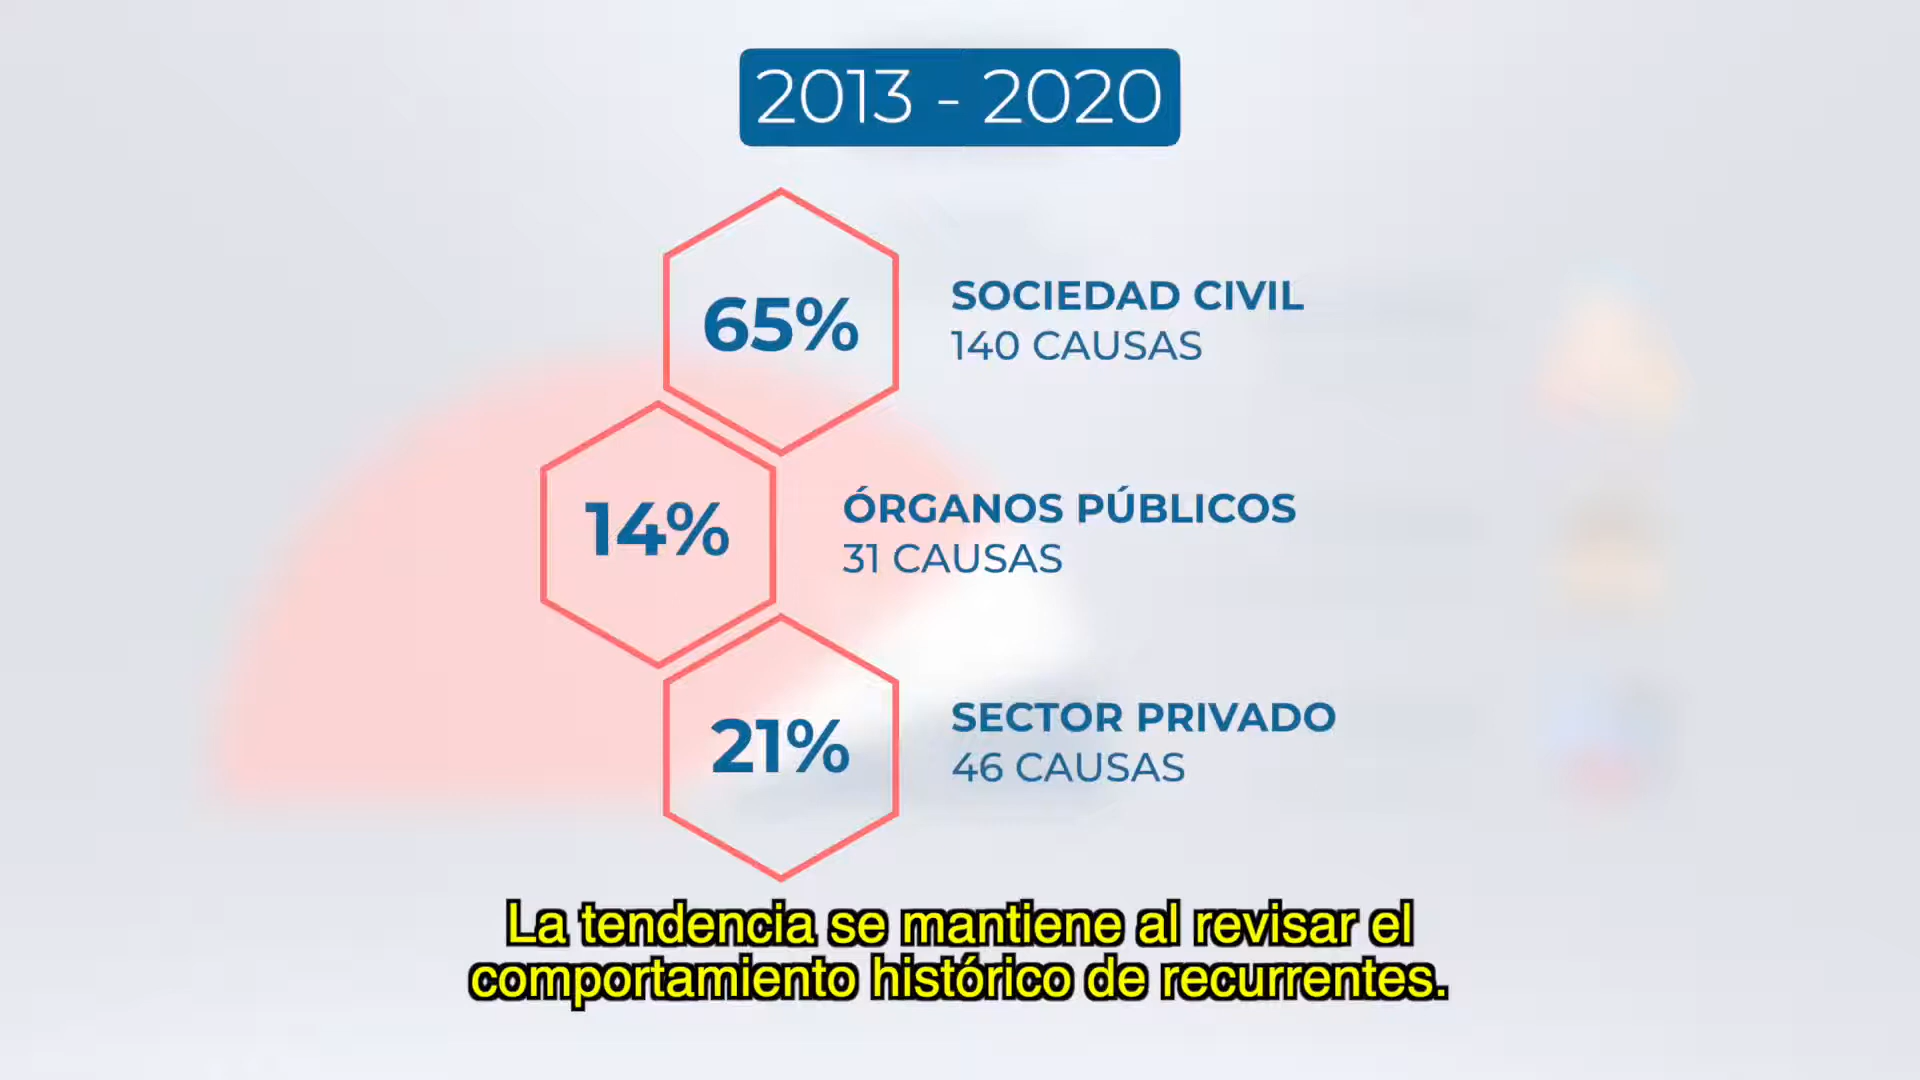 2013 - 2020
65%
SOCIEDAD CIVIL
140 CAUSAS
14%
ÓRGANOS PÚBLICOS
31 CAUSAS
21%
SECTOR PRIVADO
46 CAUSAS
La tendencia se mantiene al revisar el
comportamiento histórico de recurrentes.